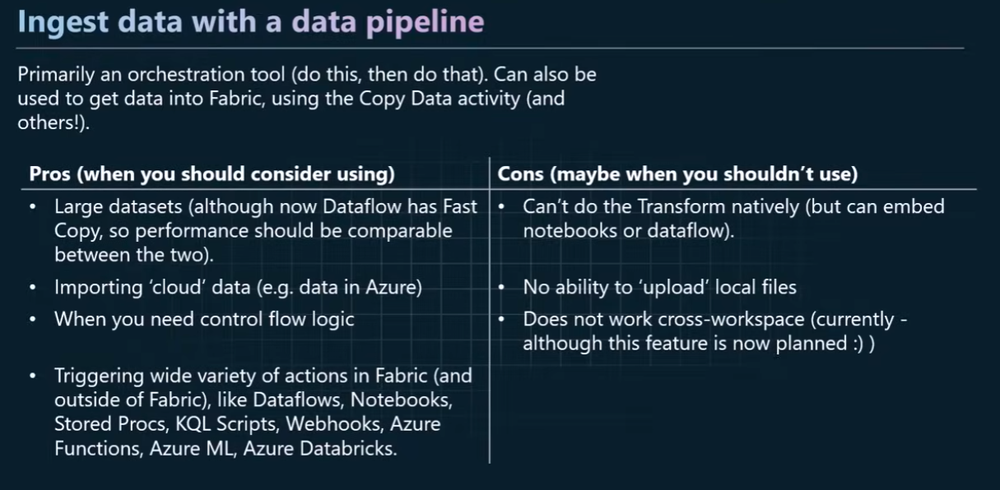 Ingest data with a data pipeline
Primarily an orchestration tool (do this, then do that). Can also be
used to get data into Fabric, using the Copy Data activity (and
others!).
Pros (when you should consider using)
• Large datasets (although now Dataflow has Fast
Copy, so performance should be comparable
between the two).
• Importing ‘cloud’ data (e.g. data in Azure)
• When you need control flow logic
• Triggering wide variety of actions in Fabric (and
outside of Fabric), like Dataflows, Notebooks,
Stored Procs, KQL Scripts, Webhooks, Azure
Functions, Azure ML, Azure Databricks.
Cons (maybe when you shouldn’t use)
• Can’t do the Transform natively (but can embed
notebooks or dataflow).
• No ability to ‘upload’ local files
• Does not work cross-workspace (currently -
although this feature is now planned :) )